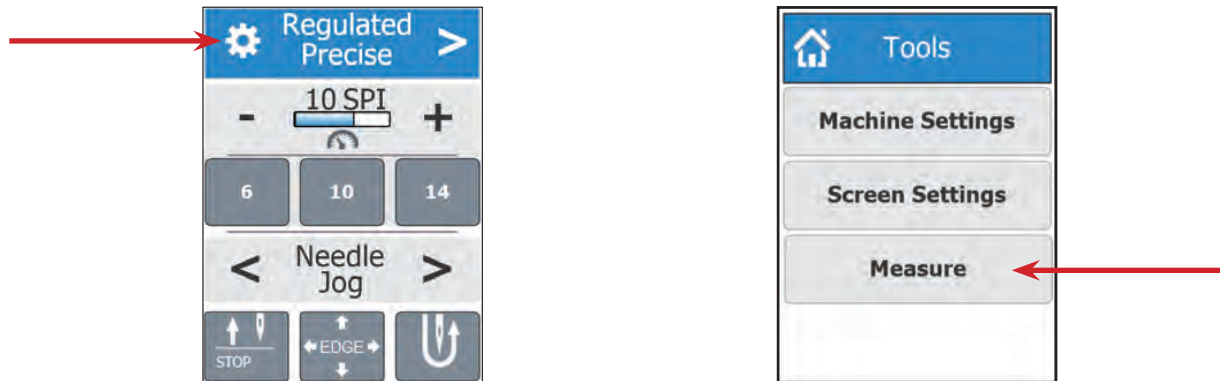 Regulated
Precise
>
- 10 SPI +
6 10 14
< Needle >
Jog
STOP
EDGE
Tools
Machine Settings
Screen Settings
Measure